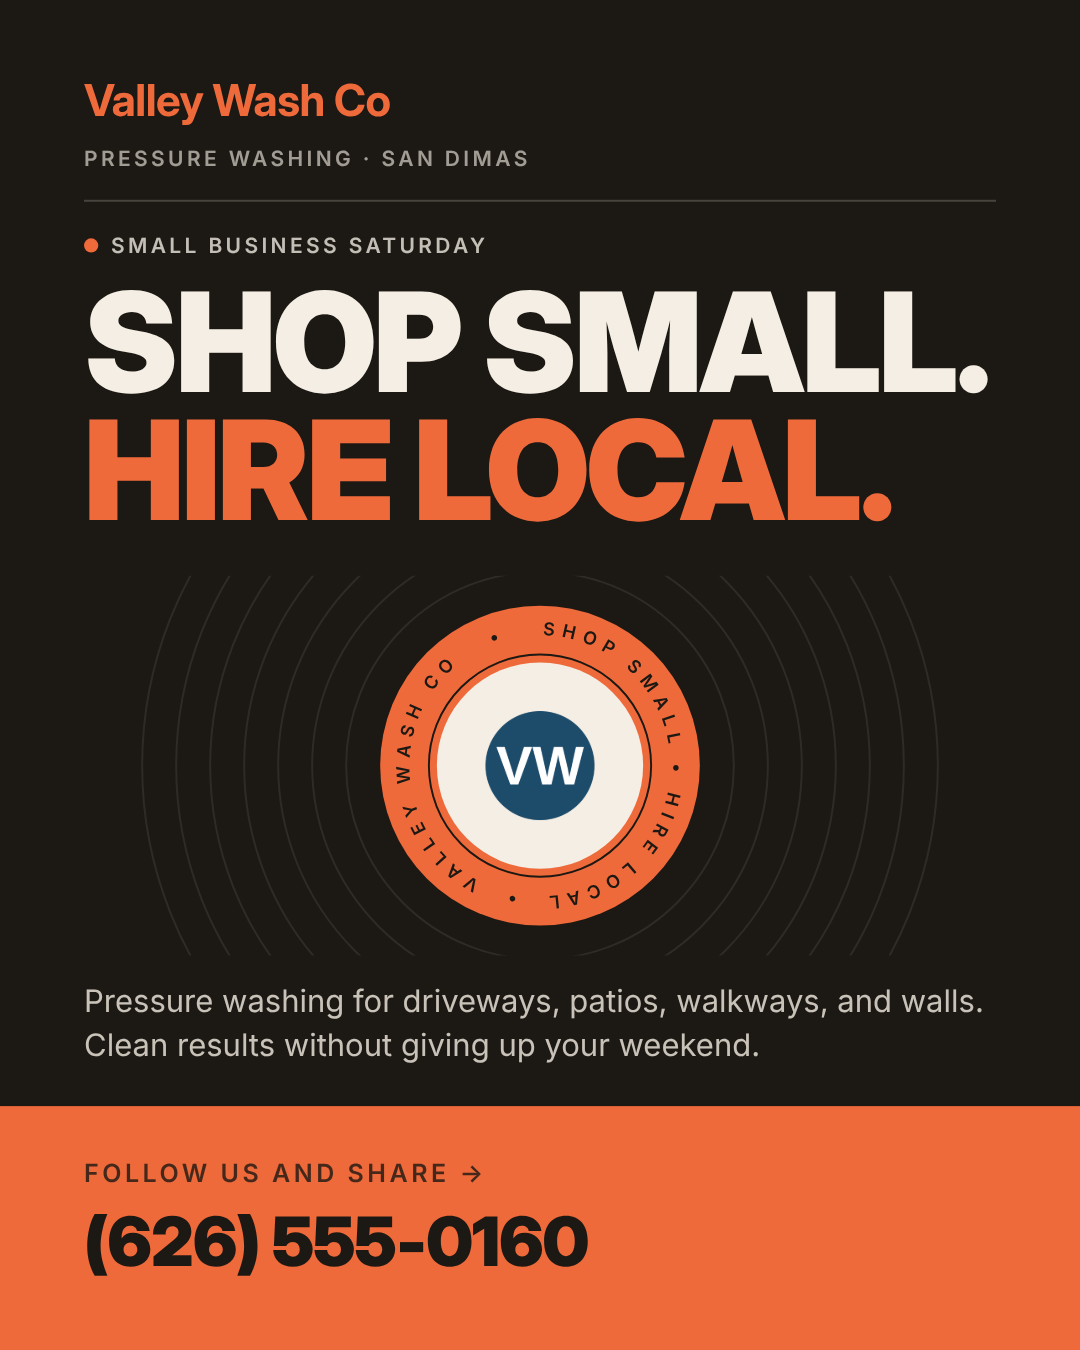 Valley Wash Co
PRESSURE WASHING · SAN DIMAS
SMALL BUSINESS SATURDAY
SHOP SMALL.
HIRE LOCAL.
SHOP SMALL • HIRE LOCAL • VALLEY WASH CO •
VW
Pressure washing for driveways, patios, walkways, and walls.
Clean results without giving up your weekend.
FOLLOW US AND SHARE →
(626) 555-0160